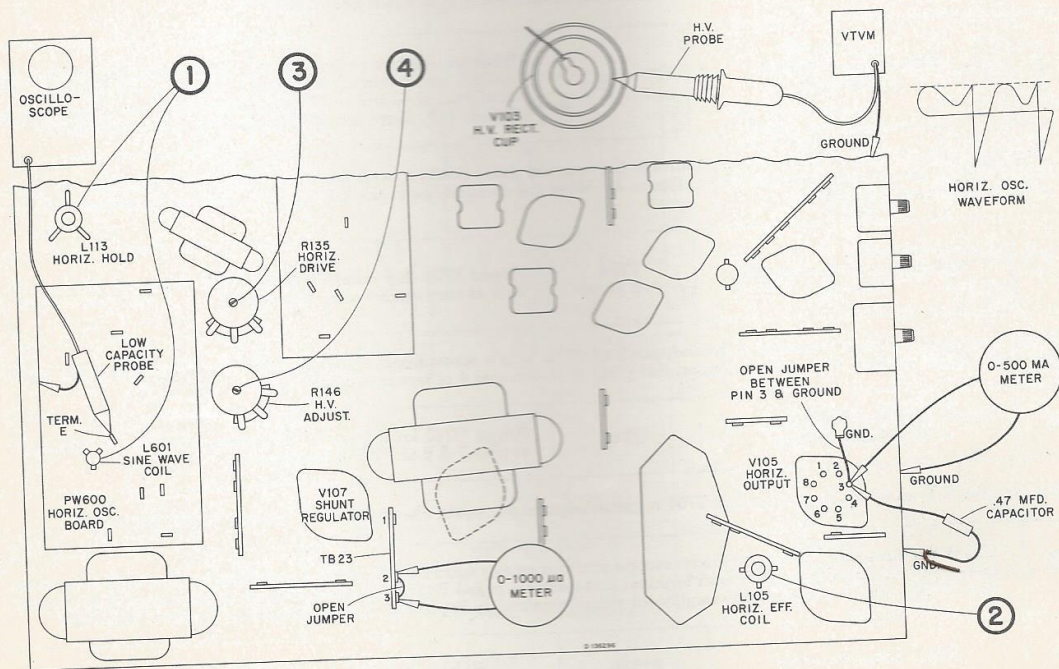 OSCILLO-
SCOPE
1
3
4
V103
H.V. RECT.
CUP
H.V.
PROBE
VTVM
GROUND
HORIZ. OSC.
WAVEFORM
L113
HORIZ. HOLD
R135
HORIZ.
DRIVE
LOW
CAPACITY
PROBE
TERM.
E
L601
SINE WAVE
COIL
PW600
HORIZ. OSC.
BOARD
R146
H.V.
ADJUST.
V107
SHUNT
REGULATOR
TB23
1
2
3
OPEN
JUMPER
0-1000 μa
METER
OPEN JUMPER
BETWEEN
PIN 3 & GROUND
GND.
0-500 MA
METER
V105
HORIZ.
OUTPUT
1 2
8 3
7 4
6 5
GROUND
.47 MFD.
CAPACITOR
GND.
L105
HORIZ. EFF.
COIL
2